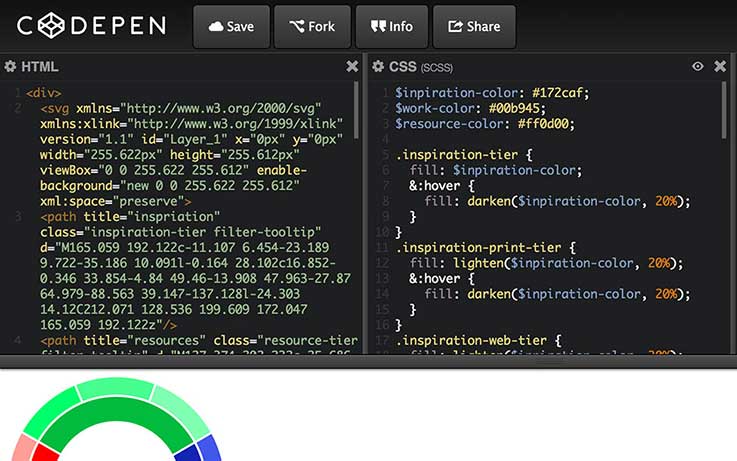 CODEPEN
Save
Fork
Info
Share
HTML
CSS (SCSS)
1 <div>
2 <svg xmlns="http://www.w3.org/2000/svg"
xmlns:xlink="http://www.w3.org/1999/xlink"
version="1.1" id="Layer_1" x="0px" y="0px"
width="255.622px" height="255.612px"
viewBox="0 0 255.622 255.612" enable-
background="new 0 0 255.622 255.612"
xml:space="preserve">
3 <path title="inspriation"
class="inspiration-tier filter-tooltip"
d="M165.059 192.122c-11.107 6.454-23.189
9.722-35.186 10.091l-0.164 28.102c16.852-
0.346 33.854-4.84 49.46-13.908 47.963-27.87
64.979-88.563 39.147-137.128l-24.303
14.12C212.071 128.536 199.609 172.047
165.059 192.122z"/>
4 <path title="resources" class="resource-tier
1 $inpiration-color: #172caf;
2 $work-color: #00b945;
3 $resource-color: #ff0d00;
4
5 .inspiration-tier {
6 fill: $inpiration-color;
7 &:hover {
8 fill: darken($inpiration-color, 20%);
9 }
10 }
11 .inspiration-print-tier {
12 fill: lighten($inpiration-color, 20%);
13 &:hover {
14 fill: darken($inpiration-color, 20%);
15 }
16 }
17 .inspiration-web-tier {
18 fill: lighten($inpiration-color, 20%);